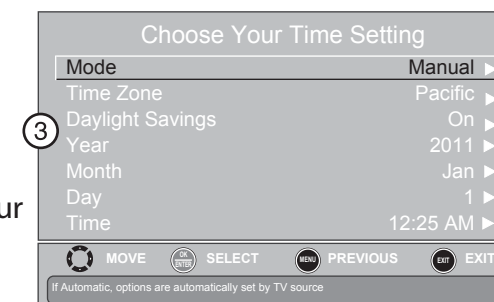 Choose Your Time Setting
Mode Manual
Time Zone Pacific
Daylight Savings On
3
Year 2011
Month Jan
ur
Day 1
Time 12:25 AM
MOVE OK ENTER SELECT MENU PREVIOUS EXIT EXIT
If Automatic, options are automatically set by TV source